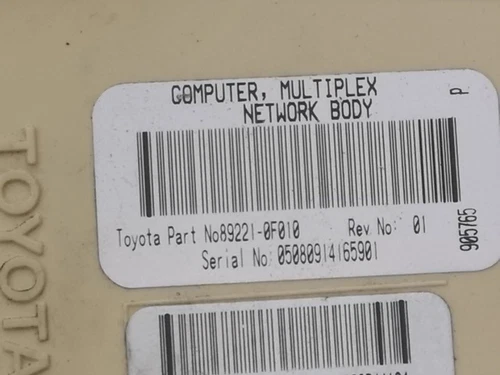 COMPUTER, MULTIPLEX
NETWORK BODY
P
Toyota Part No89221-0F010 Rev No: 01
Serial No:05080914165901
905765
TOYOTA